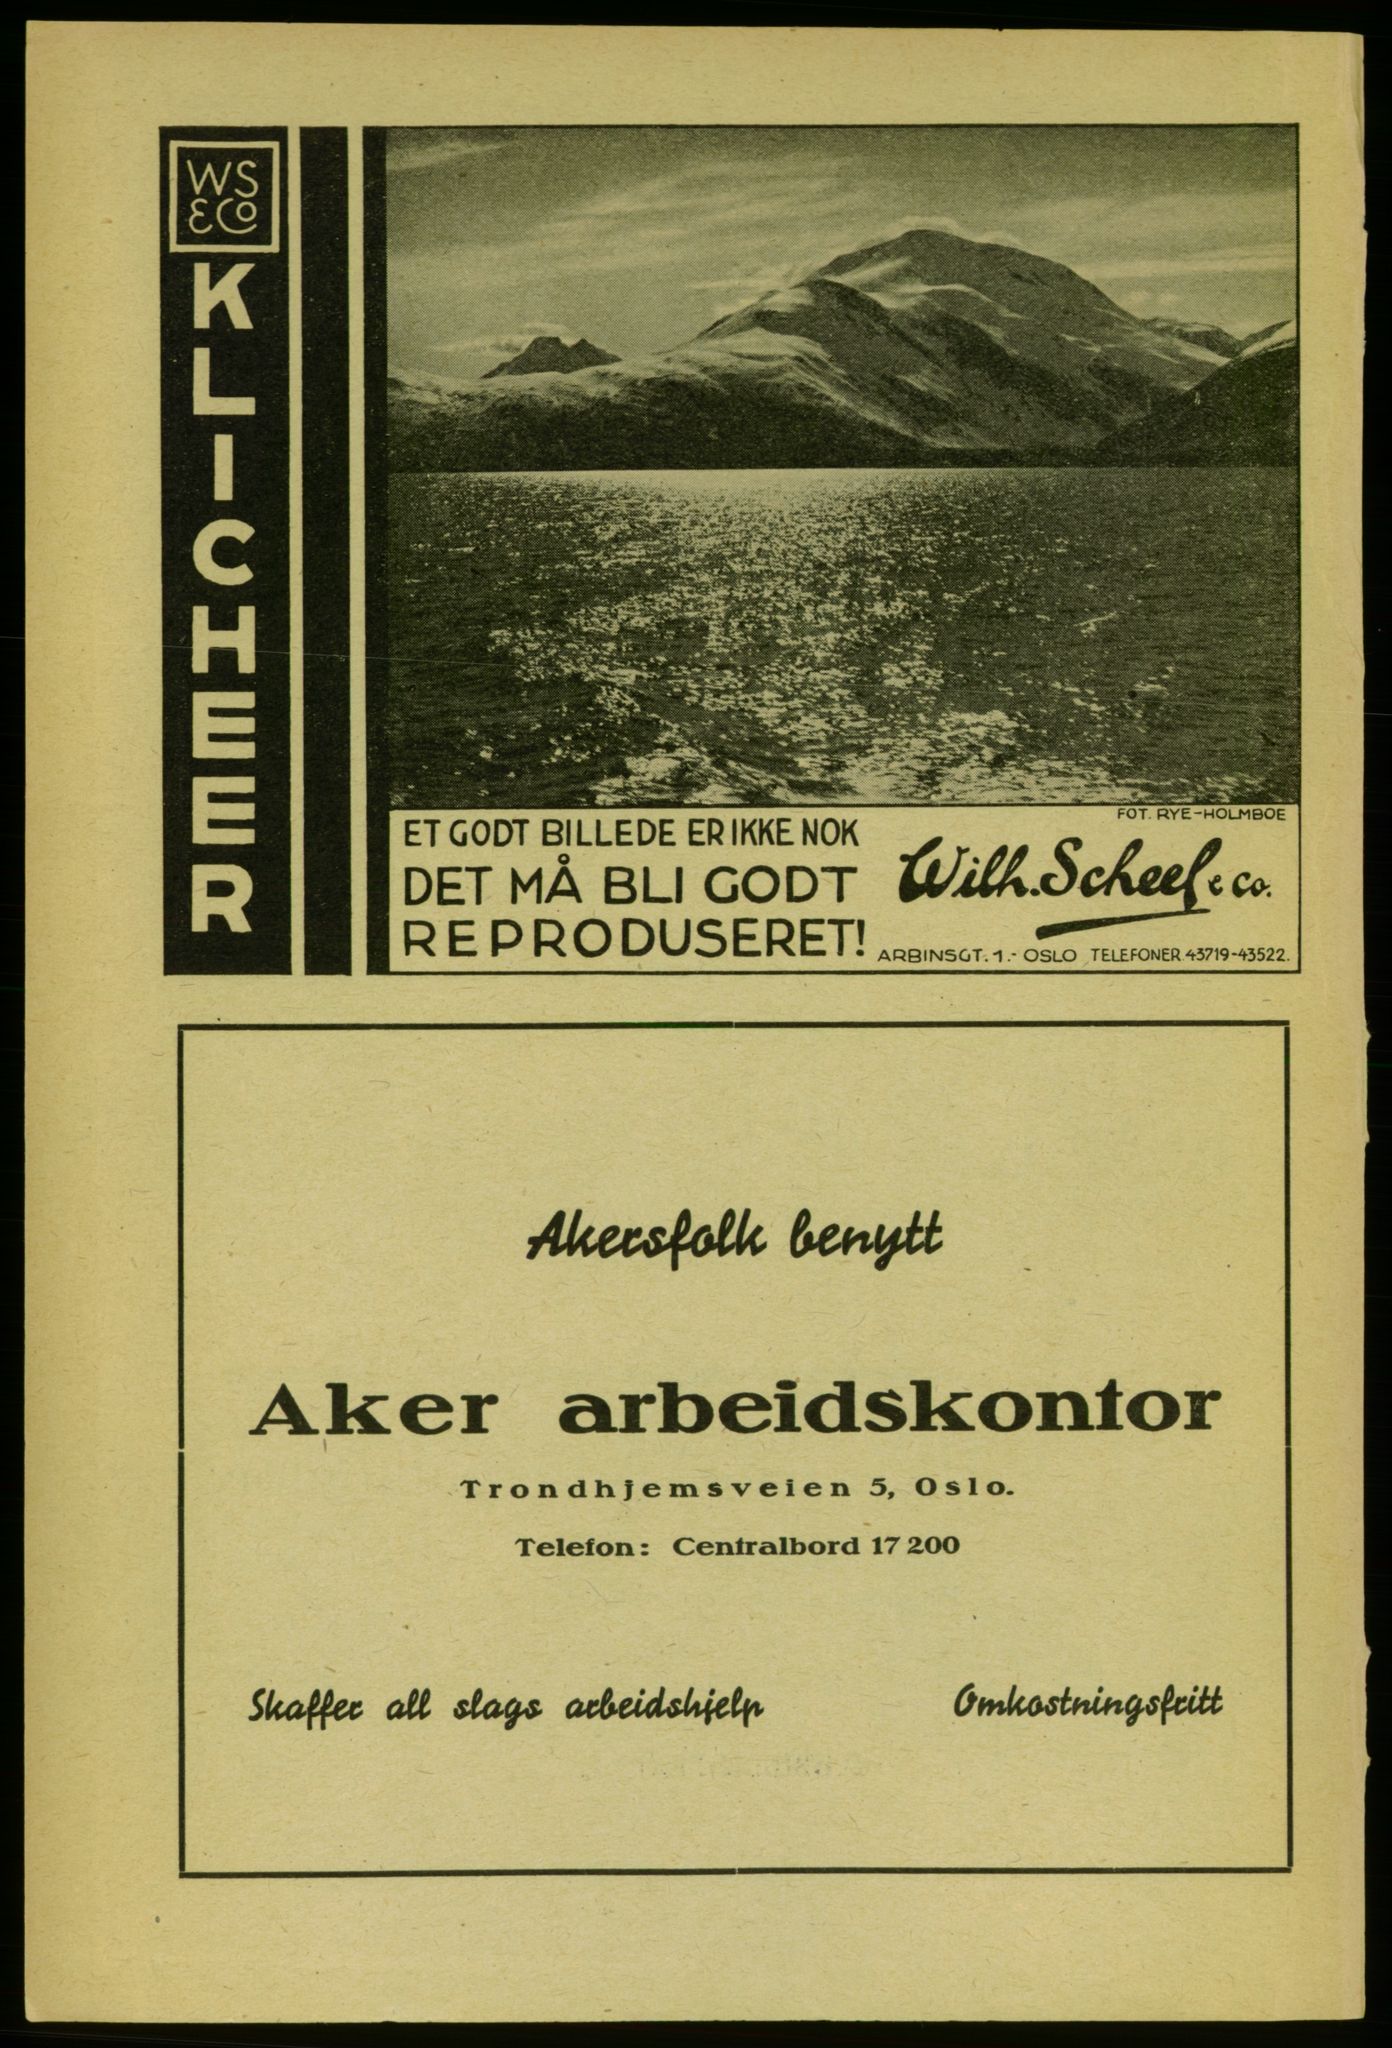 WS
& Co
KLICHEER
FOT. RYE-HOLMBOE
ET GODT BILLEDE ER IKKE NOK
DET MÅ BLI GODT
REPRODUSERET!
Wilh. Scheel & Co.
ARBINSGT. 1.- OSLO TELEFONER 43719-43522.
Akersfolk benytt
Aker arbeidskontor
Trondhjemsveien 5, Oslo.
Telefon: Centralbord 17 200
Skaffer all slags arbeidshjelp Omkostningsfritt